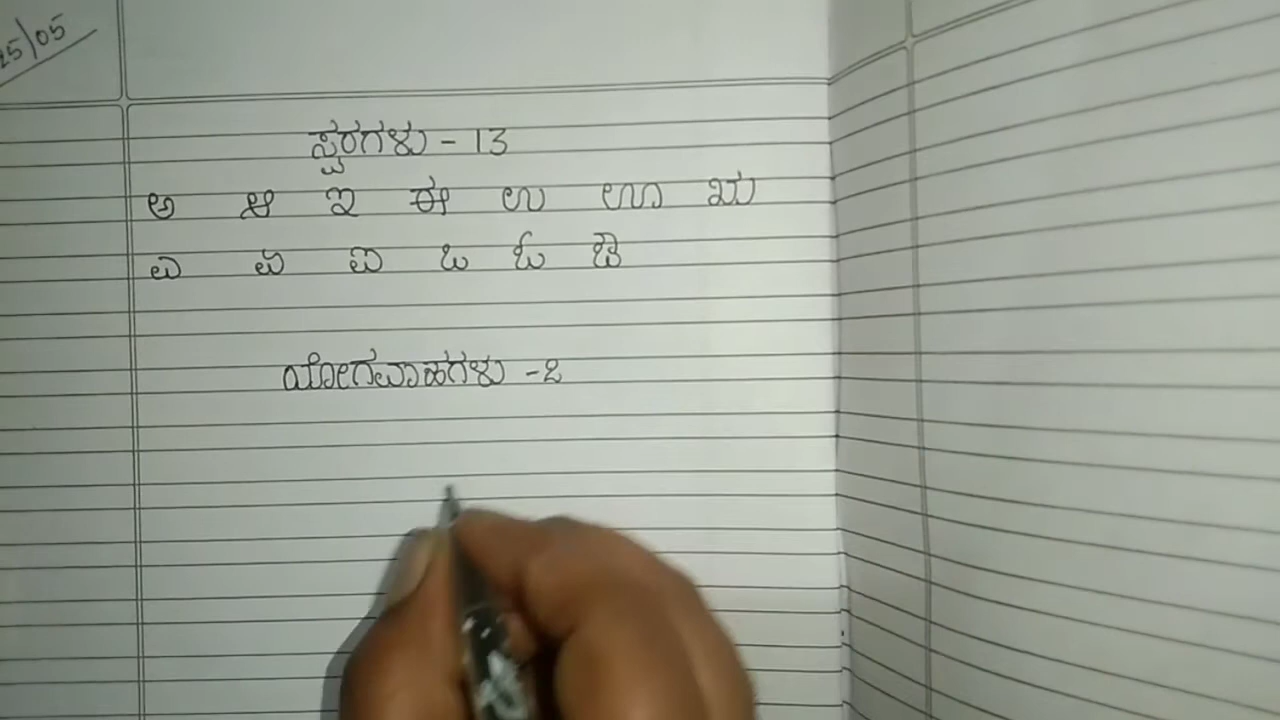 25/05
ಸ್ವರಗಳು - 13
ಅ ಆ ಇ ಈ ಉ ಊ ಋ
ಎ ಏ ಐ ಒ ಓ ಔ
ಯೋಗವಾಹಗಳು -2